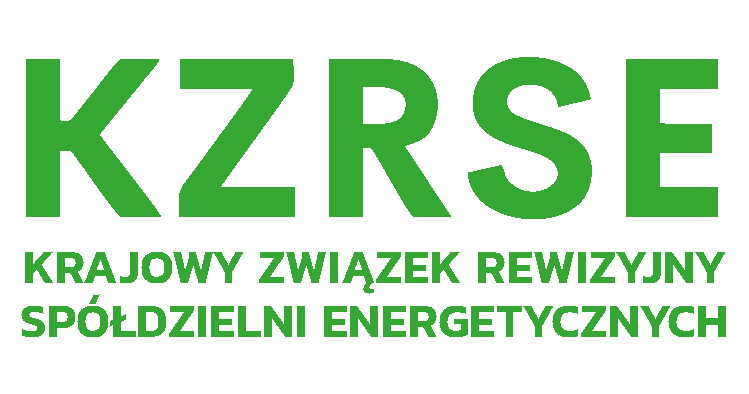 KZRSE
KRAJOWY ZWIĄZEK REWIZYJNY
SPÓŁDZIELNI ENERGETYCZNYCH